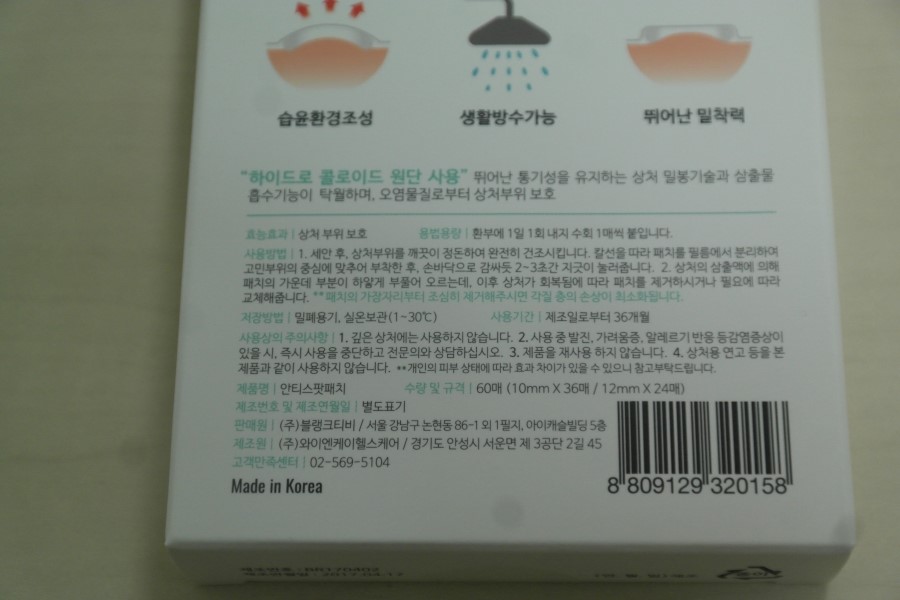 습윤환경조성 생활방수가능 뛰어난 밀착력
“하이드로 콜로이드 원단 사용” 뛰어난 통기성을 유지하는 상처 밀봉기술과 삼출물
흡수기능이 탁월하며, 오염물질로부터 상처부위 보호
효능효과 | 상처 부위 보호 용법용량 | 환부에 1일 1회 내지 수회 1매씩 붙입니다.
사용방법 | 1. 세안 후, 상처부위를 깨끗이 정돈하여 완전히 건조시킵니다. 칼선을 따라 패치를 필름에서 분리하여
고민부위의 중심에 맞추어 부착한 후, 손바닥으로 감싸듯 2~3초간 지긋이 눌러줍니다. 2. 상처의 삼출액에 의해
패치의 가운데 부분이 하얗게 부풀어 오르는데, 이후 상처가 회복됨에 따라 패치를 제거하시거나 필요에 따라
교체해줍니다. **패치의 가장자리부터 조심히 제거해주시면 각질 층의 손상이 최소화됩니다.
저장방법 | 밀폐용기, 실온보관(1~30℃) 사용기간 | 제조일로부터 36개월
사용상의 주의사항 | 1. 깊은 상처에는 사용하지 않습니다. 2. 사용 중 발진, 가려움증, 알레르기 반응 등감염증상이
있을 시, 즉시 사용을 중단하고 전문의와 상담하십시오. 3. 제품을 재사용 하지 않습니다. 4. 상처용 연고 등을 본
제품과 같이 사용하지 않습니다. **개인의 피부 상태에 따라 효과 차이가 있을 수 있으니 참고부탁드립니다.
제품명 | 안티스팟패치 수량 및 규격 | 60매 (10mm X 36매 / 12mm X 24매)
제조번호 및 제조연월일 | 별도표기
판매원 | (주)블랭크티비 / 서울 강남구 논현동 86-1 외 1필지, 아이캐슬빌딩 5층
제조원 | (주)와이엔케이헬스케어 / 경기도 안성시 서운면 제 3공단 2길 45
고객만족센터 | 02-569-5104
Made in Korea
8 809129 320158